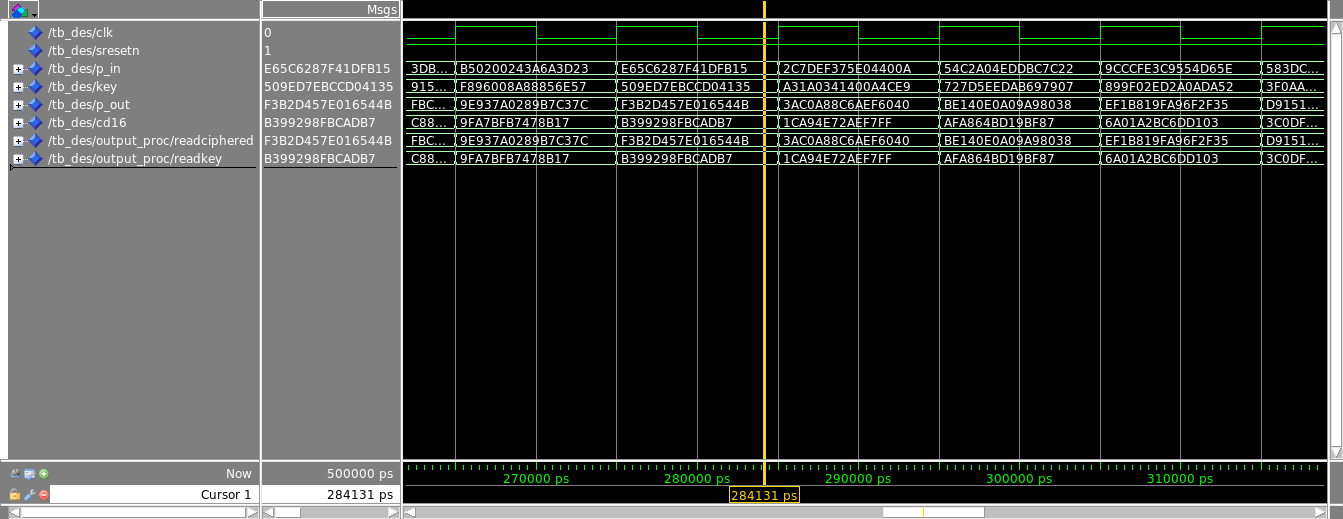 Msgs
/tb_des/clk 0
/tb_des/sresetn 1
/tb_des/p_in E65C6287F41DFB15 3DB... B50200243A6A3D23 E65C6287F41DFB15 2C7DEF375E04400A 54C2A04EDDBC7C22 9CCCFE3C9554D65E 583DC...
/tb_des/key 509ED7EBCCD04135 915... F896008A88856E57 509ED7EBCCD04135 A31A0341400A4CE9 727D5EEDAB697907 899F02ED2A0ADA52 3F0AA...
/tb_des/p_out F3B2D457E016544B FBC... 9E937A0289B7C37C F3B2D457E016544B 3AC0A88C6AEF6040 BE140E0A09A98038 EF1B819FA96F2F35 D9151...
/tb_des/cd16 B399298FBCADB7 C88... 9FA7BFB7478B17 B399298FBCADB7 1CA94E72AEF7FF AFA864BD19BF87 6A01A2BC6DD103 3C0DF...
/tb_des/output_proc/readciphered F3B2D457E016544B FBC... 9E937A0289B7C37C F3B2D457E016544B 3AC0A88C6AEF6040 BE140E0A09A98038 EF1B819FA96F2F35 D9151...
/tb_des/output_proc/readkey B399298FBCADB7 C88... 9FA7BFB7478B17 B399298FBCADB7 1CA94E72AEF7FF AFA864BD19BF87 6A01A2BC6DD103 3C0DF...
Now 500000 ps 270000 ps 280000 ps 290000 ps 300000 ps 310000 ps
Cursor 1 284131 ps 284131 ps